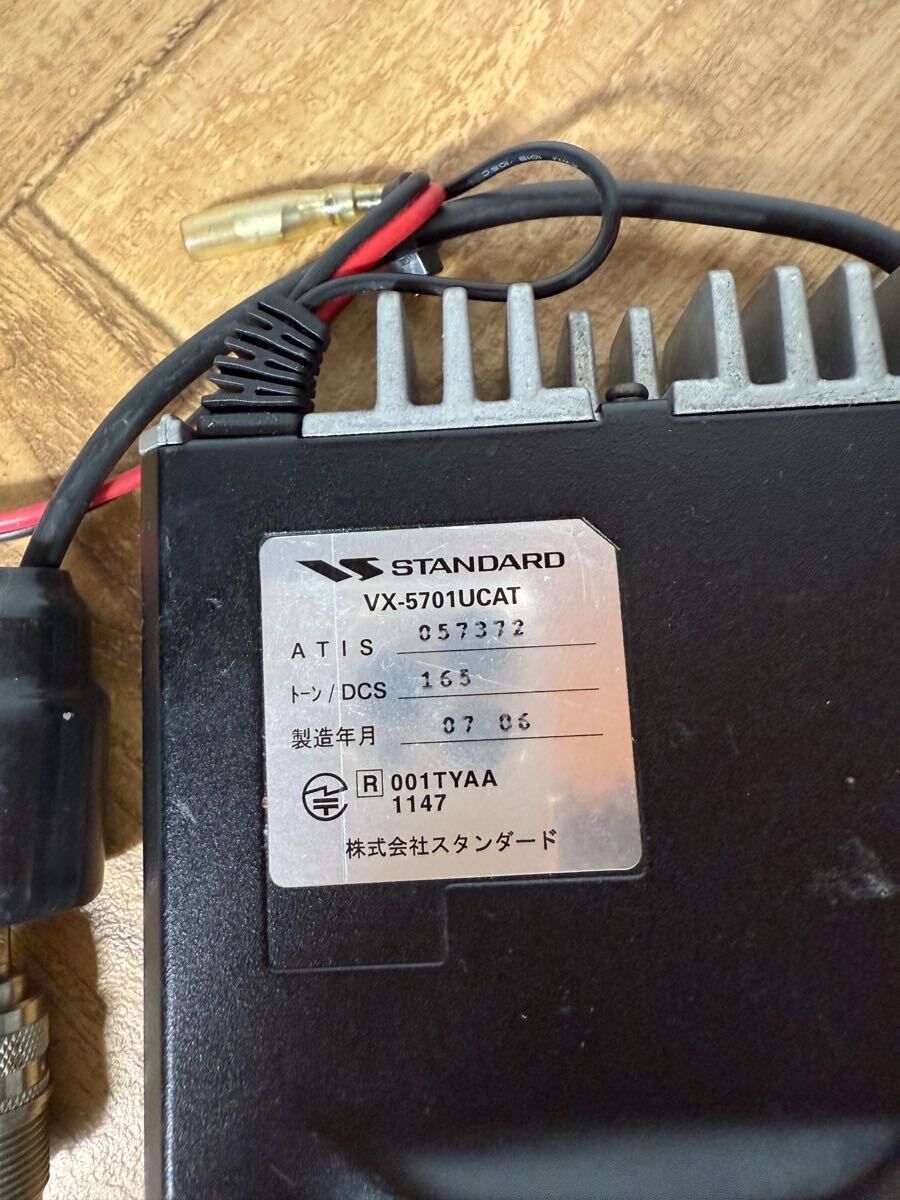 STANDARD
VX-5701UCAT
ATIS 057372
トーン/DCS 165
製造年月 07 06
R 001TYAA
1147
株式会社スタンダード